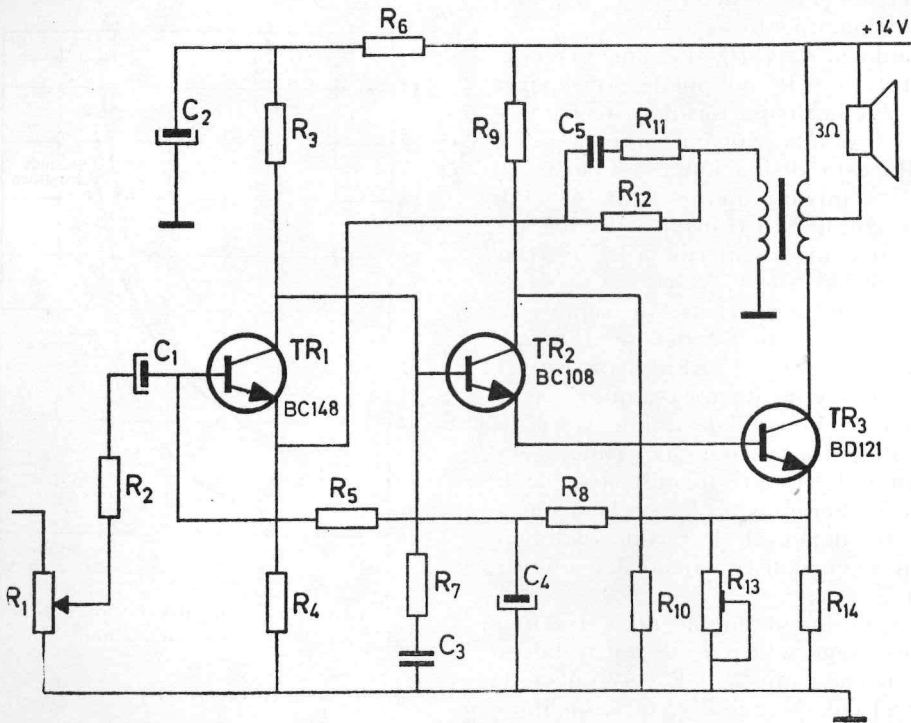 R6
+14V
C2
R3
R9
C5
R11
3Ω
R12
C1
TR1
BC148
TR2
BC108
TR3
BD121
R2
R5
R8
R1
R4
R7
C3
C4
R10
R13
R14